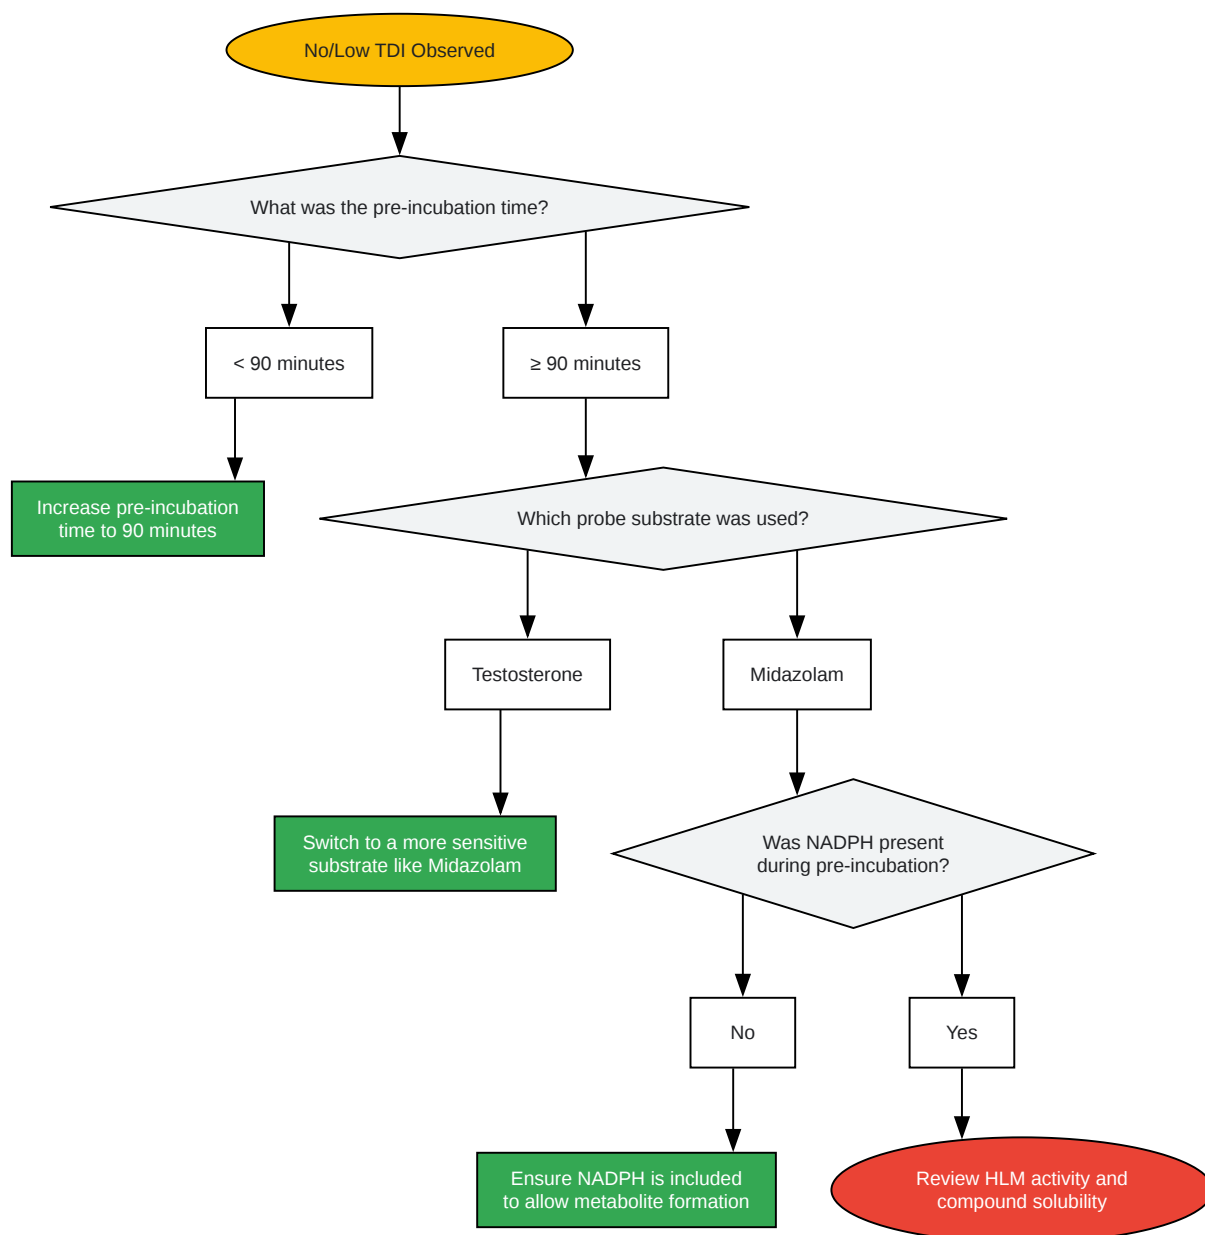 No/Low TDI Observed
What was the pre-incubation time?
< 90 minutes
≥ 90 minutes
Increase pre-incubation
time to 90 minutes
Which probe substrate was used?
Testosterone
Midazolam
Switch to a more sensitive
substrate like Midazolam
Was NADPH present
during pre-incubation?
No
Yes
Ensure NADPH is included
to allow metabolite formation
Review HLM activity and
compound solubility